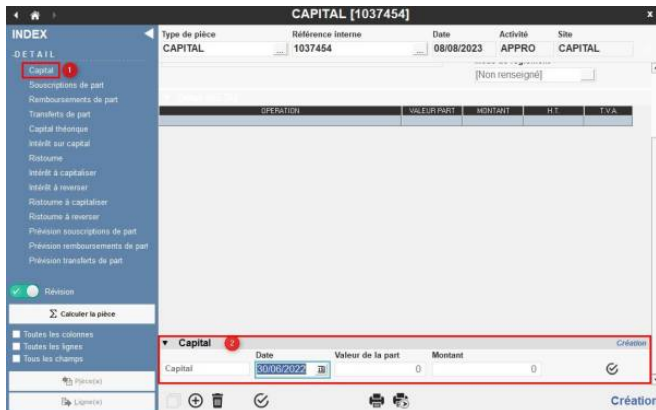 CAPITAL [1037454]
x
INDEX
DETAIL
Capital 1
Souscriptions de part
Remboursements de part
Transferts de part
Capital théorique
Intérêt sur capital
Ristourne
Intérêt à capitaliser
Intérêt à reverser
Ristourne à capitaliser
Ristourne à reverser
Prévision souscriptions de part
Prévision remboursements de part
Prévision transferts de part
Révision
Σ Calculer la pièce
Toutes les colonnes
Toutes les lignes
Tous les champs
Pièce(s)
Ligne(s)
Type de pièce Référence interne Date Activité Site
CAPITAL ... 1037454 ... 08/08/2023 APPRO CAPITAL
[Non renseigné] ...
OPERATION VALEUR PART MONTANT H.T. T.V.A.
Capital 2 Création
Date Valeur de la part Montant
Capital 30/06/2022 0 0
Création